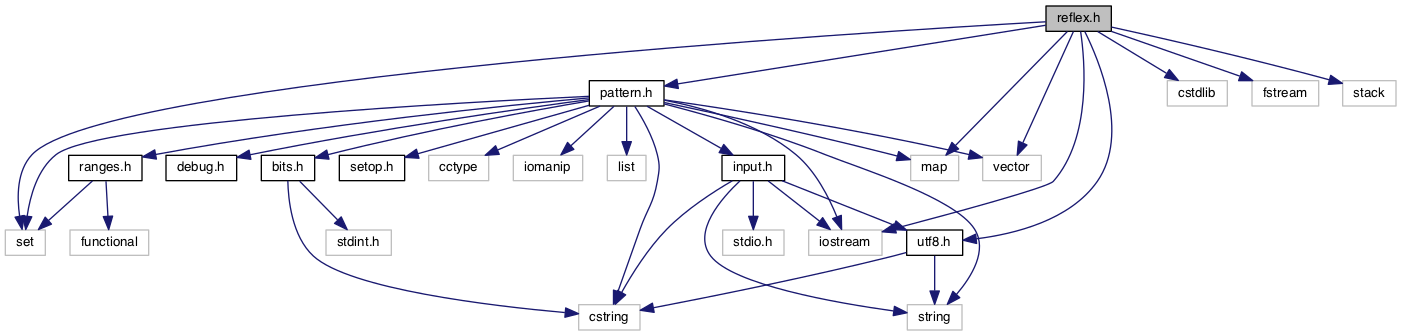 reflex.h
pattern.h
cstdlib
fstream
stack
ranges.h
debug.h
bits.h
setop.h
cctype
iomanip
list
input.h
map
vector
set
functional
stdint.h
stdio.h
iostream
utf8.h
cstring
string